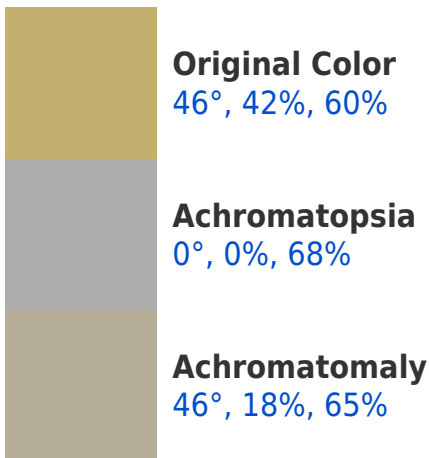 Original Color
46°, 42%, 60%
Achromatopsia
0°, 0%, 68%
Achromatomaly
46°, 18%, 65%